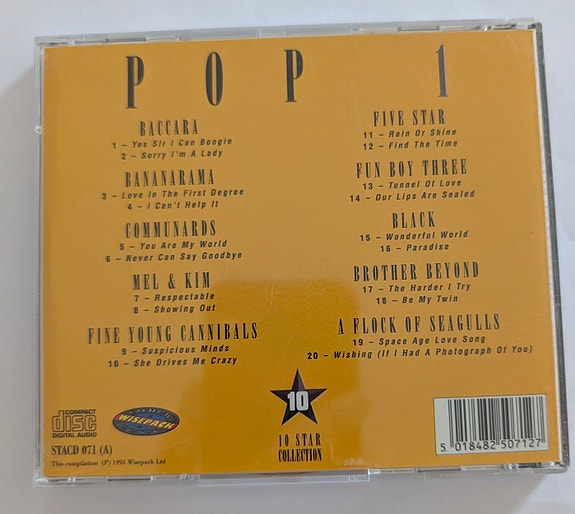 POP 1
BACCARA
1 – Yes Sir I Can Boogie
2 – Sorry I'm A Lady
BANANARAMA
3 – Love In The First Degree
4 – I Can't Help It
COMMUNARDS
5 – You Are My World
6 – Never Can Say Goodbye
MEL & KIM
7 – Respectable
8 – Showing Out
FINE YOUNG CANNIBALS
9 – Suspicious Minds
10 – She Drives Me Crazy
FIVE STAR
11 – Rain Or Shine
12 – Find The Time
FUN BOY THREE
13 – Tunnel Of Love
14 – Our Lips Are Sealed
BLACK
15 – Wonderful World
16 – Paradise
BROTHER BEYOND
17 – The Harder I Try
18 – Be My Twin
A FLOCK OF SEAGULLS
19 – Space Age Love Song
20 – Wishing (If I Had A Photograph Of You)
10
10 STAR
COLLECTION
COMPACT
disc
DIGITAL AUDIO
WISEPACK
STACD 071 (A)
This compilation (P) 1993 Wisepack Ltd
5 018482 507127